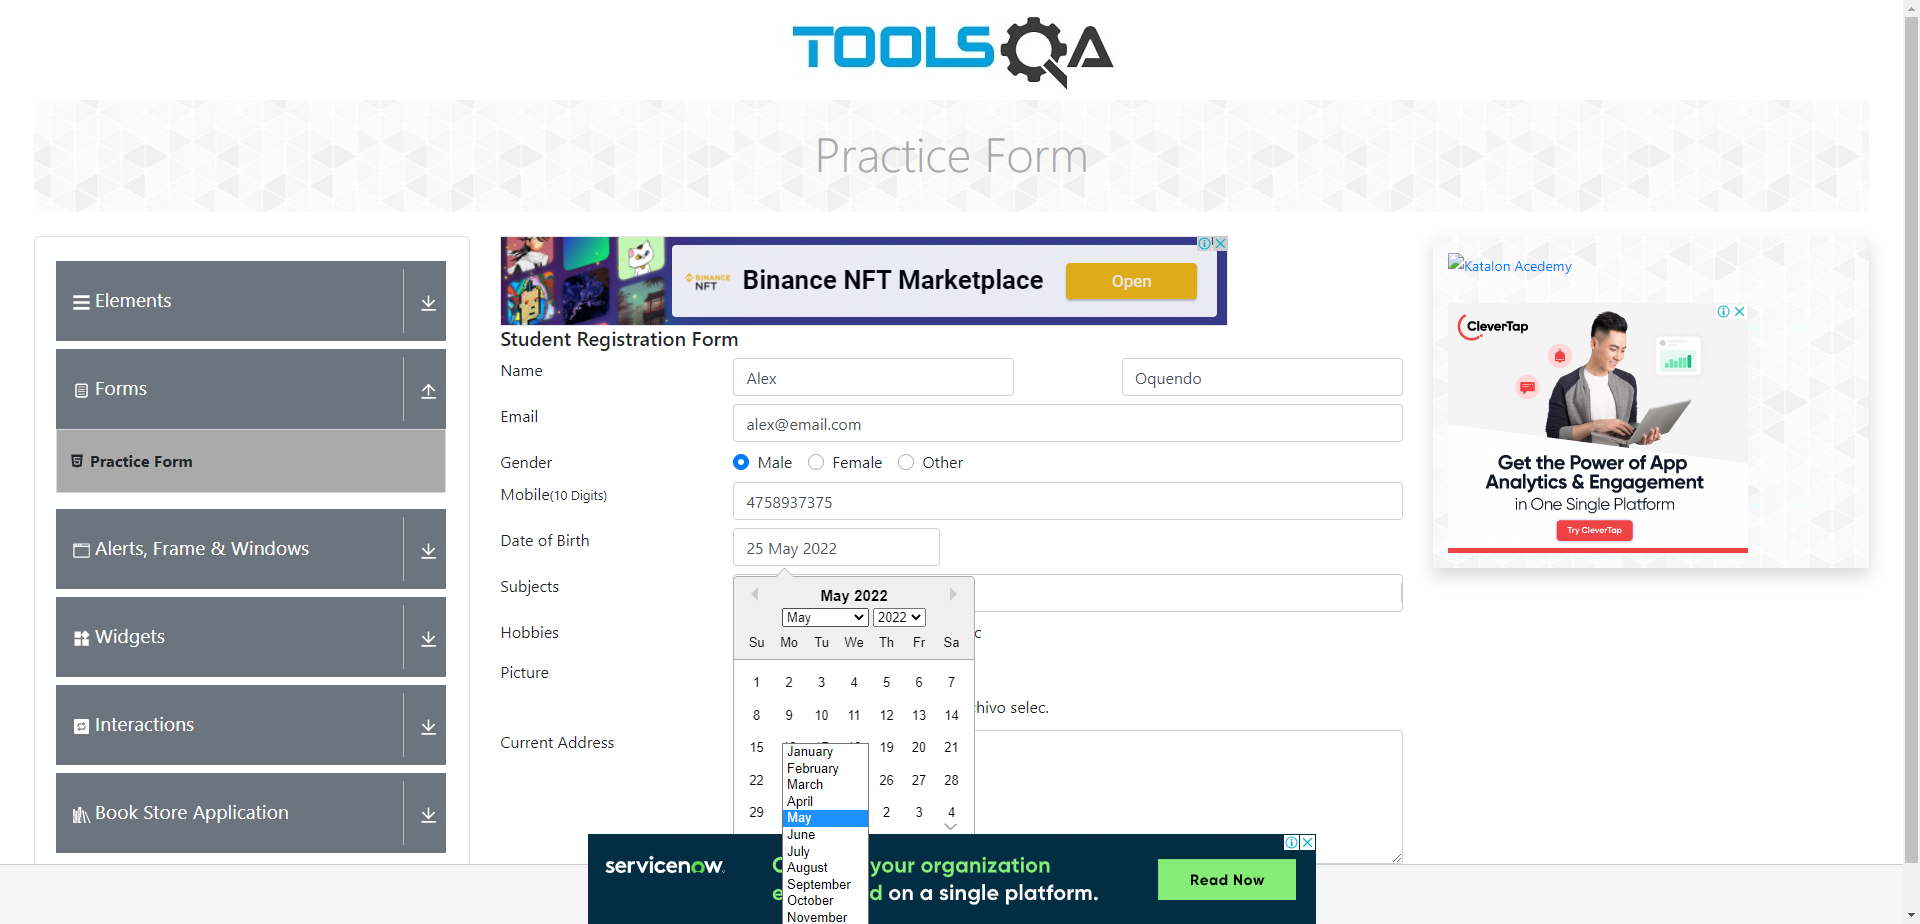 TOOLSQA
Practice Form
Elements
Forms
Practice Form
Alerts, Frame & Windows
Widgets
Interactions
Book Store Application
BINANCE
NFT
Binance NFT Marketplace
Open
Student Registration Form
Name
Alex
Oquendo
Email
alex@email.com
Gender
Male
Female
Other
Mobile(10 Digits)
4758937375
Date of Birth
25 May 2022
Subjects
Hobbies
c
Picture
hivo selec.
Current Address
May 2022
May
2022
Su Mo Tu We Th Fr Sa
1 2 3 4 5 6 7
8 9 10 11 12 13 14
15 19 20 21
22 26 27 28
29 2 3 4
January
February
March
April
May
June
July
August
September
October
November
servicenow
your organization
d on a single platform.
Read Now
Katalon Acedemy
CleverTap
Get the Power of App
Analytics & Engagement
in One Single Platform
Try CleverTap